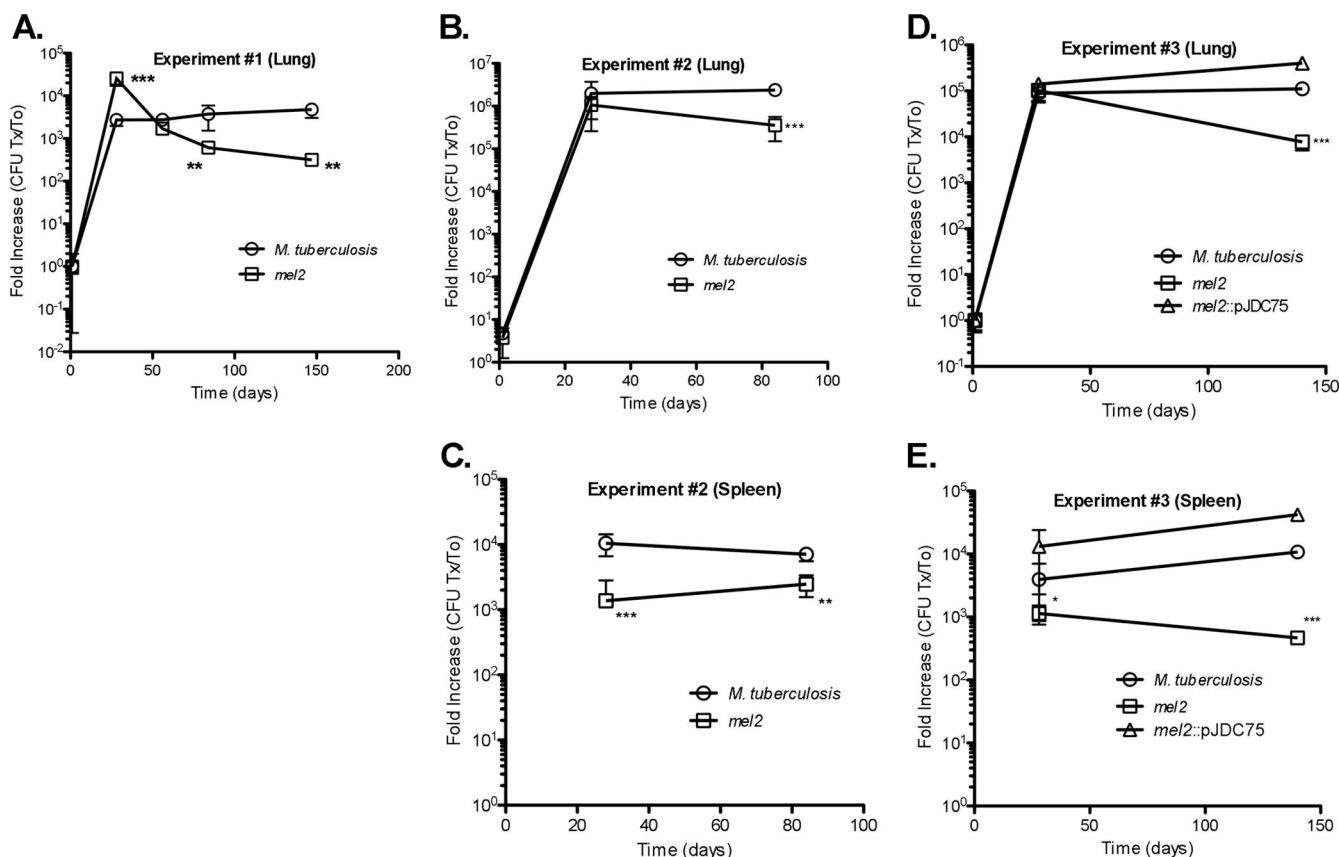 A.
Experiment #1 (Lung)
Fold Increase (CFU Tx/To)
10^5
10^4
10^3
10^2
10^1
10^0
10^-1
10^-2
***
**
**
M. tuberculosis
mel2
0 50 100 150 200
Time (days)
B.
Experiment #2 (Lung)
Fold Increase (CFU Tx/To)
10^7
10^6
10^5
10^4
10^3
10^2
10^1
10^0
***
M. tuberculosis
mel2
0 20 40 60 80 100
Time (days)
D.
Experiment #3 (Lung)
Fold Increase (CFU Tx/To)
10^6
10^5
10^4
10^3
10^2
10^1
10^0
10^-1
***
M. tuberculosis
mel2
mel2::pJDC75
0 50 100 150
Time (days)
C.
Experiment #2 (Spleen)
Fold Increase (CFU Tx/To)
10^5
10^4
10^3
10^2
10^1
10^0
***
**
M. tuberculosis
mel2
0 20 40 60 80 100
Time (days)
E.
Experiment #3 (Spleen)
Fold Increase (CFU Tx/To)
10^5
10^4
10^3
10^2
10^1
10^0
*
***
M. tuberculosis
mel2
mel2::pJDC75
0 50 100 150
Time (days)